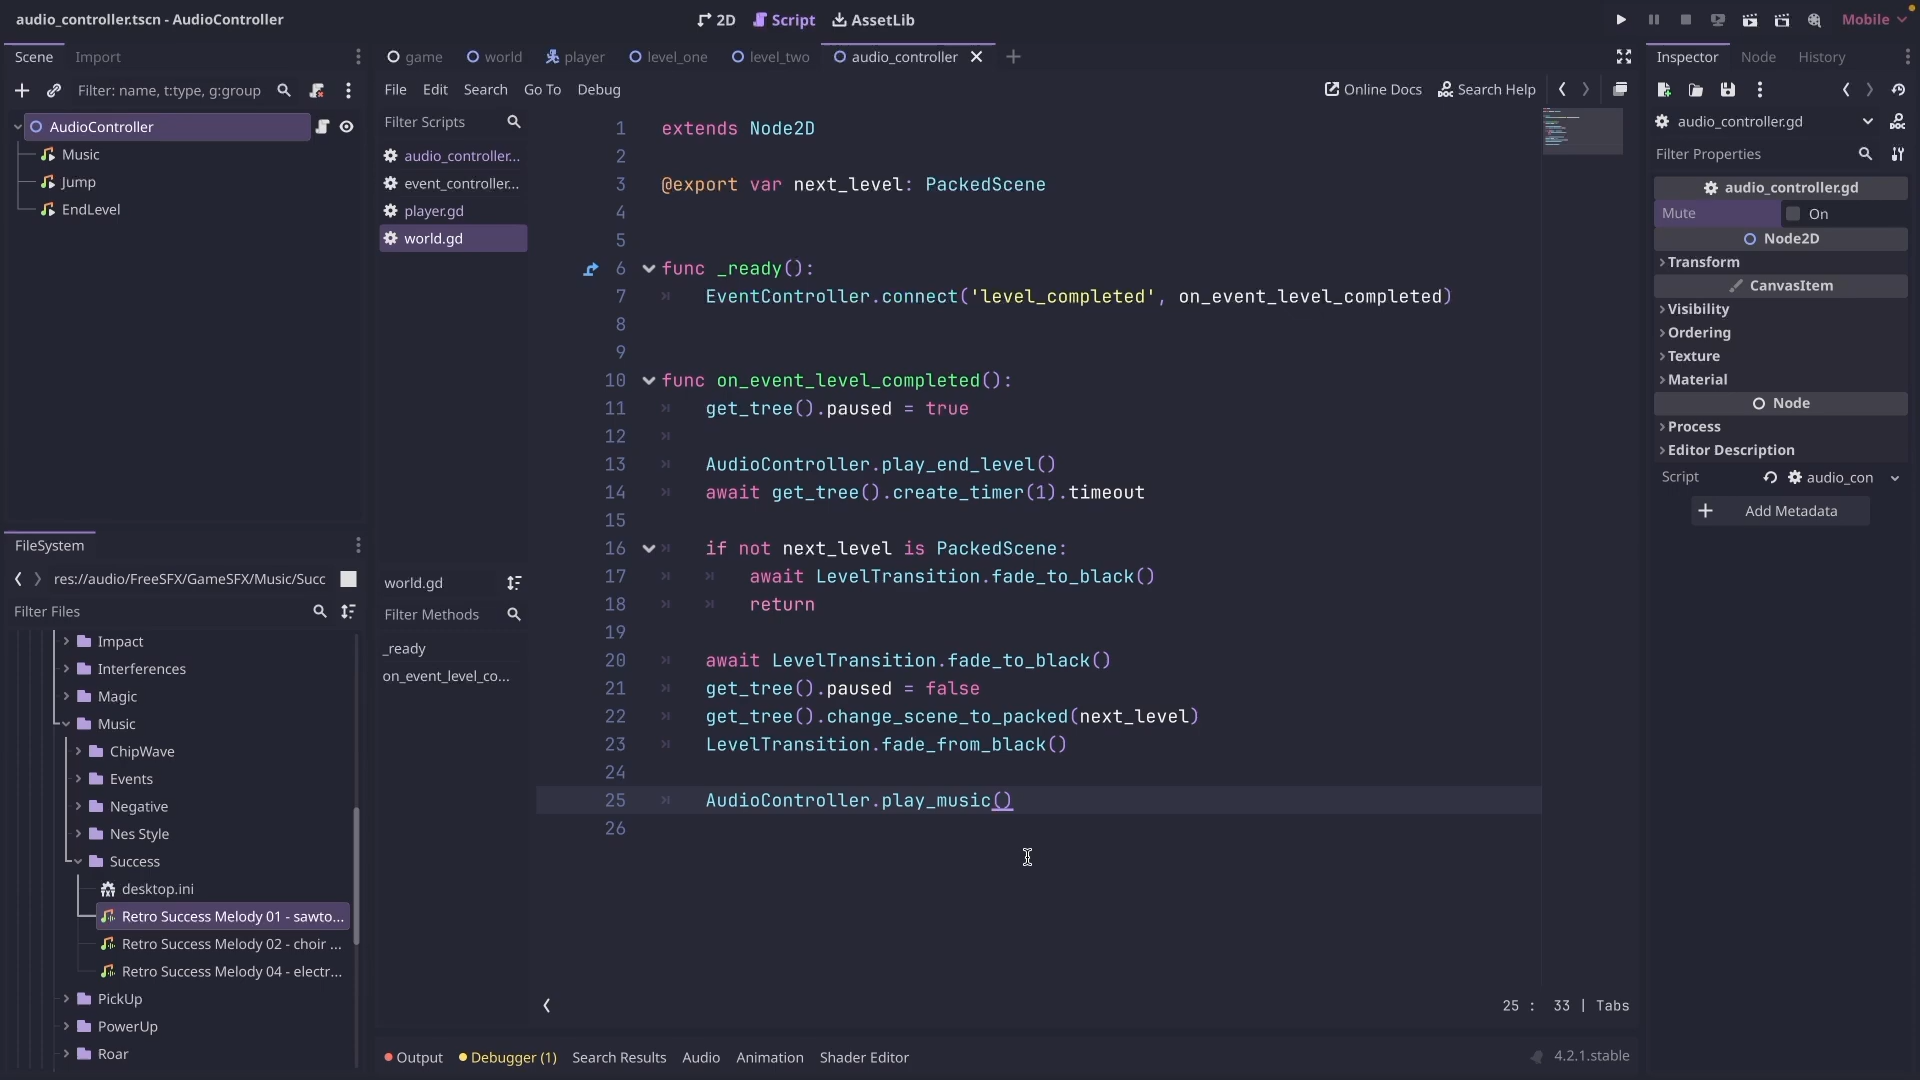 audio_controller.tscn - AudioController
2D Script AssetLib
Mobile
Scene Import
Filter: name, t:type, g:group
AudioController
Music
Jump
EndLevel
FileSystem
res://audio/FreeSFX/GameSFX/Music/Succ
Filter Files
Impact
Interferences
Magic
Music
ChipWave
Events
Negative
Nes Style
Success
desktop.ini
Retro Success Melody 01 - sawto...
Retro Success Melody 02 - choir ...
Retro Success Melody 04 - electr...
PickUp
PowerUp
Roar
game world player level_one level_two audio_controller
File Edit Search Go To Debug
Online Docs Search Help
Filter Scripts
audio_controller...
event_controller...
player.gd
world.gd
world.gd
Filter Methods
_ready
on_event_level_co...
1 extends Node2D
2
3 @export var next_level: PackedScene
4
5
6 func _ready():
7 EventController.connect('level_completed', on_event_level_completed)
8
9
10 func on_event_level_completed():
11 get_tree().paused = true
12
13 AudioController.play_end_level()
14 await get_tree().create_timer(1).timeout
15
16 if not next_level is PackedScene:
17 await LevelTransition.fade_to_black()
18 return
19
20 await LevelTransition.fade_to_black()
21 get_tree().paused = false
22 get_tree().change_scene_to_packed(next_level)
23 LevelTransition.fade_from_black()
24
25 AudioController.play_music()
26
25 : 33 | Tabs
Output Debugger (1) Search Results Audio Animation Shader Editor
4.2.1.stable
Inspector Node History
audio_controller.gd
Filter Properties
audio_controller.gd
Mute On
Node2D
Transform
CanvasItem
Visibility
Ordering
Texture
Material
Node
Process
Editor Description
Script audio_con
Add Metadata